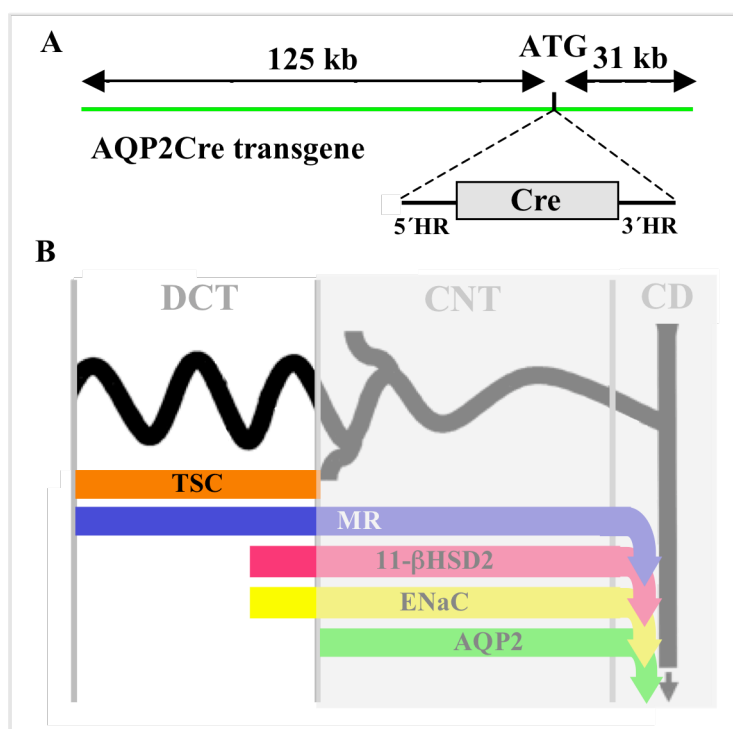 A
ATG
125 kb
31 kb
AQP2Cre transgene
Cre
5´HR
3´HR
B
DCT
CNT
CD
TSC
MR
11-βHSD2
ENaC
AQP2